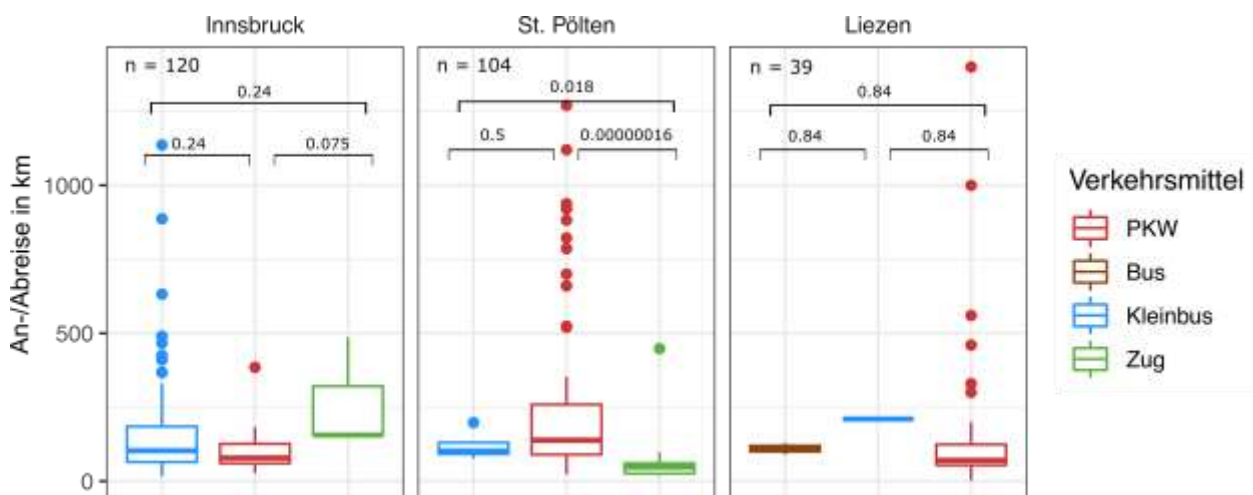 Innsbruck
St. Pölten
Liezen
n = 120
n = 104
n = 39
0.24
0.018
0.84
0.24
0.075
0.5
0.00000016
0.84
0.84
An-/Abreise in km
1000
500
0
Verkehrsmittel
PKW
Bus
Kleinbus
Zug